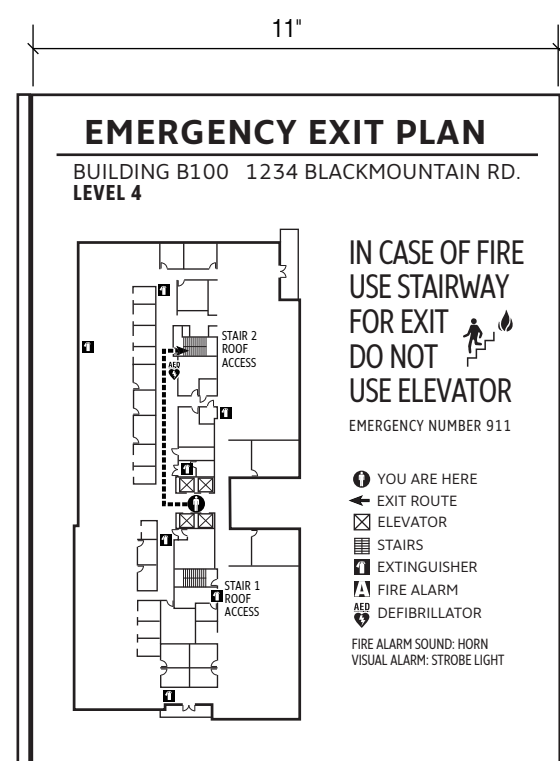 11"
EMERGENCY EXIT PLAN
BUILDING B100 1234 BLACKMOUNTAIN RD.
LEVEL 4
IN CASE OF FIRE
USE STAIRWAY
FOR EXIT
DO NOT
USE ELEVATOR
EMERGENCY NUMBER 911
STAIR 2
ROOF
ACCESS
AED
STAIR 1
ROOF
ACCESS
YOU ARE HERE
EXIT ROUTE
ELEVATOR
STAIRS
EXTINGUISHER
A FIRE ALARM
AED DEFIBRILLATOR
FIRE ALARM SOUND: HORN
VISUAL ALARM: STROBE LIGHT